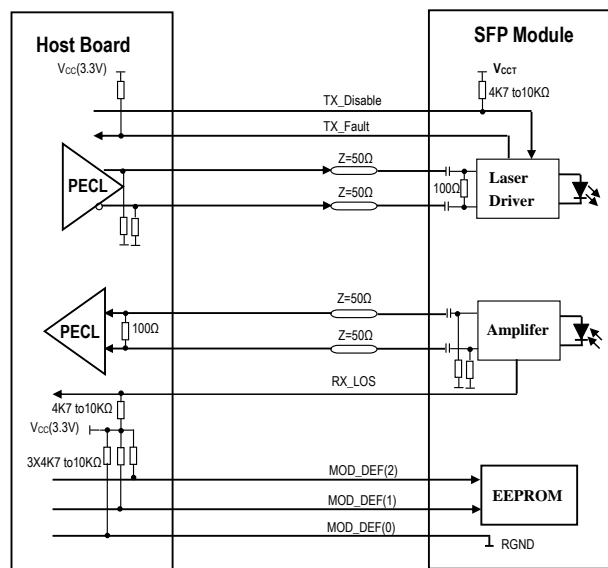 Host Board
SFP Module
VCC(3.3V)
VCCT
4K7 to10KΩ
TX_Disable
TX_Fault
PECL
Z=50Ω
Z=50Ω
100Ω
Laser
Driver
PECL
100Ω
Z=50Ω
Z=50Ω
Amplifer
RX_LOS
4K7 to10KΩ
VCC(3.3V)
3X4K7 to10KΩ
MOD_DEF(2)
MOD_DEF(1)
EEPROM
MOD_DEF(0)
RGND